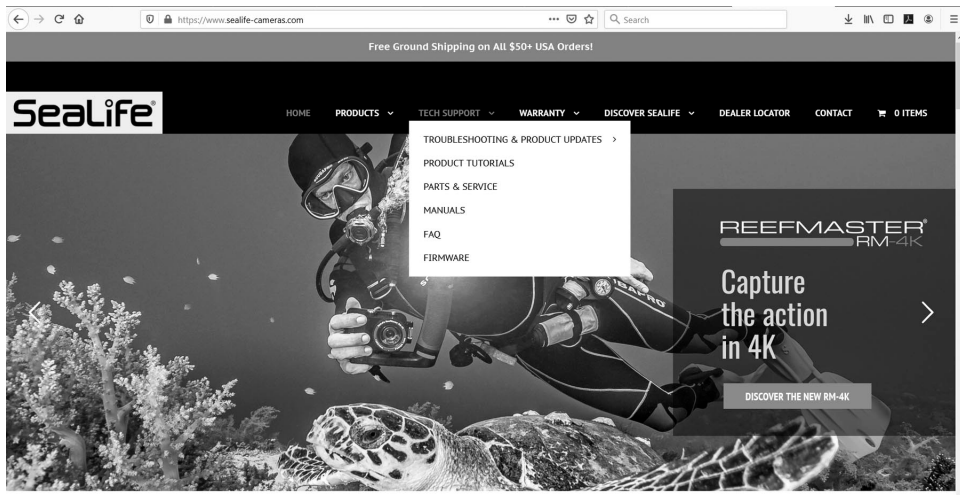 https://www.sealife-cameras.com
Search
Free Ground Shipping on All $50+ USA Orders!
SeaLife®
HOME PRODUCTS TECH SUPPORT WARRANTY DISCOVER SEALIFE DEALER LOCATOR CONTACT 0 ITEMS
TROUBLESHOOTING & PRODUCT UPDATES
PRODUCT TUTORIALS
PARTS & SERVICE
MANUALS
FAQ
FIRMWARE
REEFMASTER®
RM-4K
SCUBAPRO
Capture
the action
in 4K
DISCOVER THE NEW RM-4K